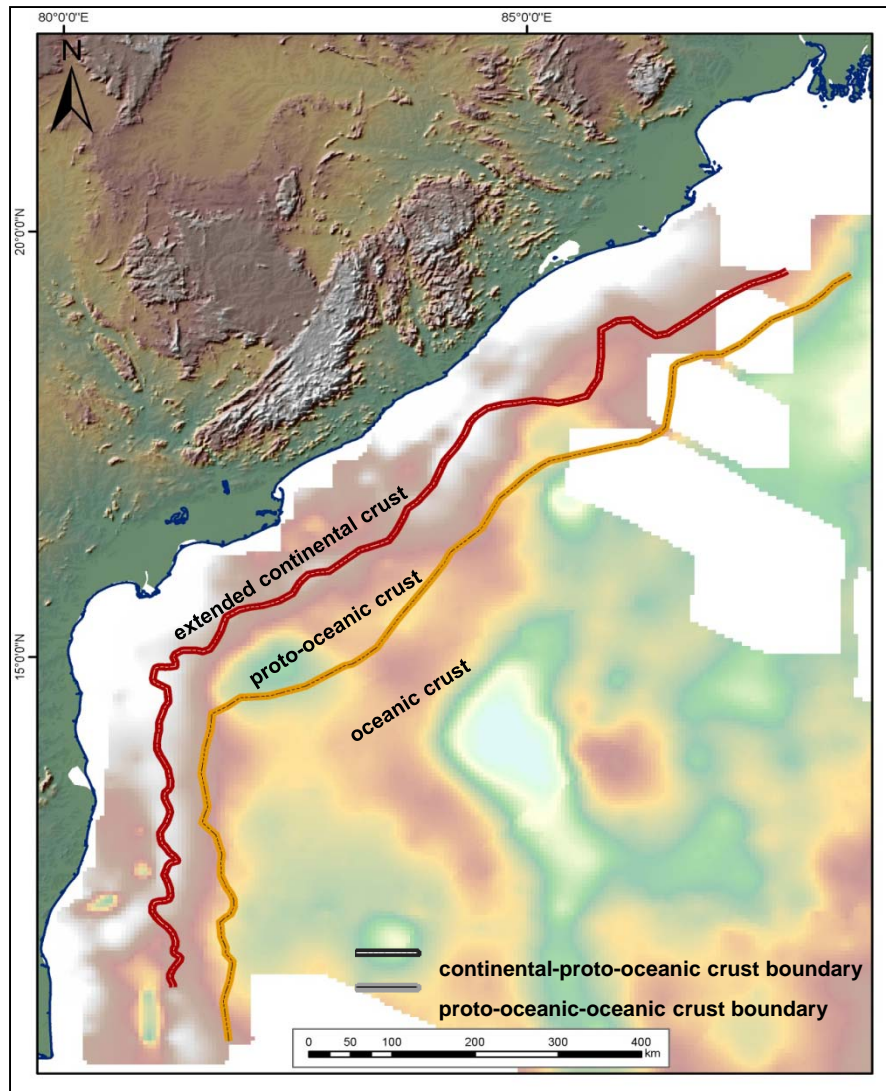 80°0'0"E 85°0'0"E
N
20°0'0"N
extended continental crust
proto-oceanic crust
15°0'0"N
oceanic crust
continental-proto-oceanic crust boundary
proto-oceanic-oceanic crust boundary
0 50 100 200 300 400
km